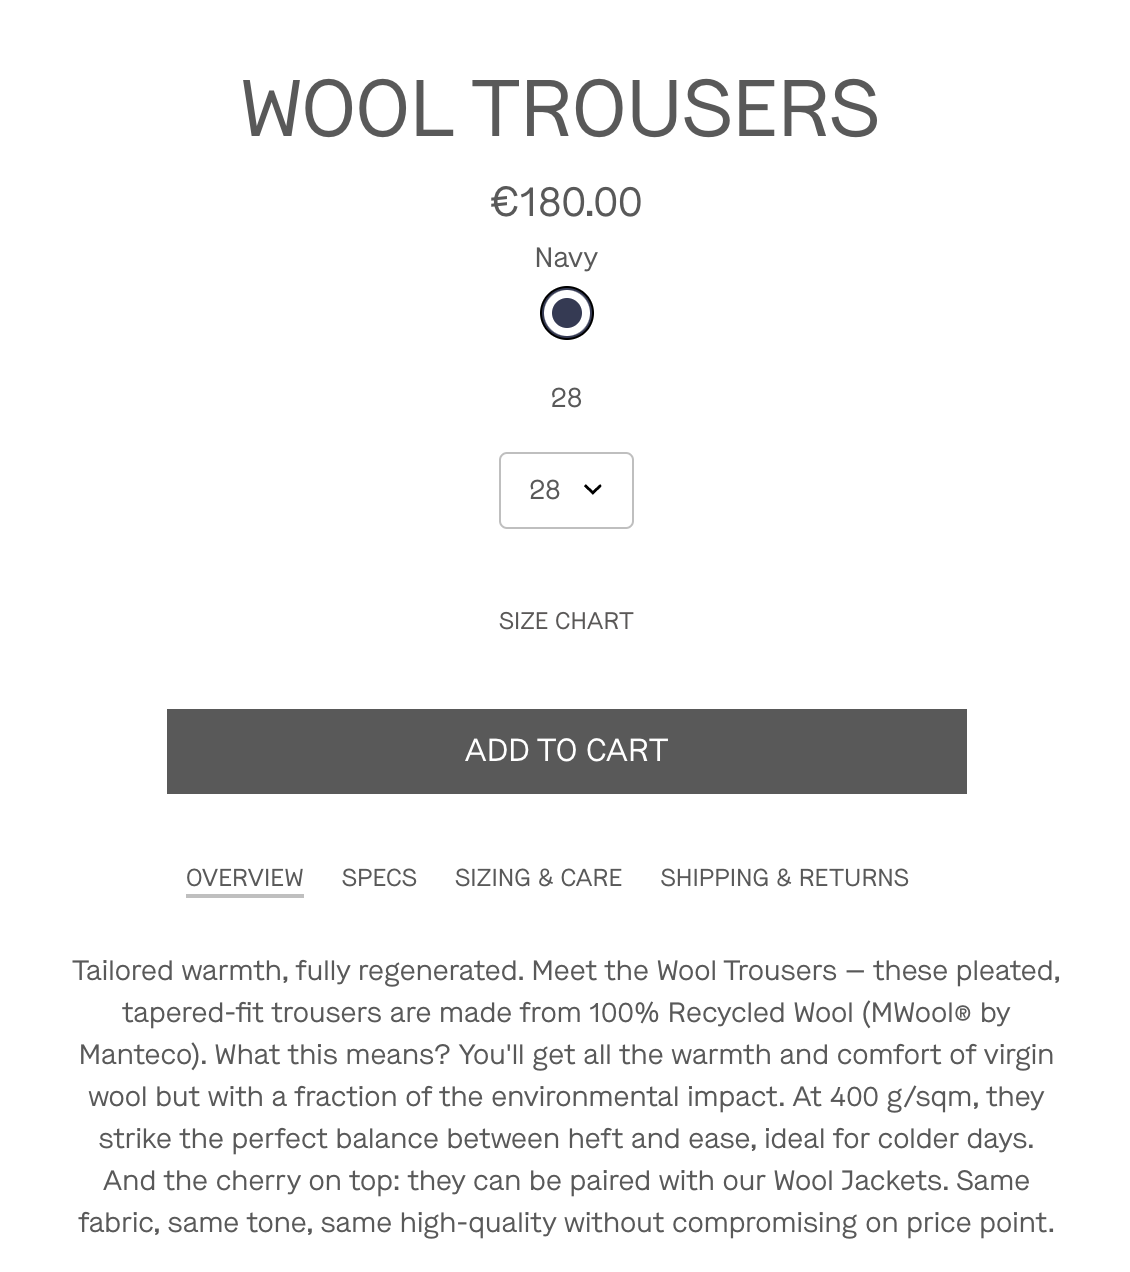 WOOL TROUSERS
€180.00
Navy
28
28
SIZE CHART
ADD TO CART
OVERVIEW SPECS SIZING & CARE SHIPPING & RETURNS
Tailored warmth, fully regenerated. Meet the Wool Trousers – these pleated,
tapered-fit trousers are made from 100% Recycled Wool (MWool® by
Manteco). What this means? You'll get all the warmth and comfort of virgin
wool but with a fraction of the environmental impact. At 400 g/sqm, they
strike the perfect balance between heft and ease, ideal for colder days.
And the cherry on top: they can be paired with our Wool Jackets. Same
fabric, same tone, same high-quality without compromising on price point.